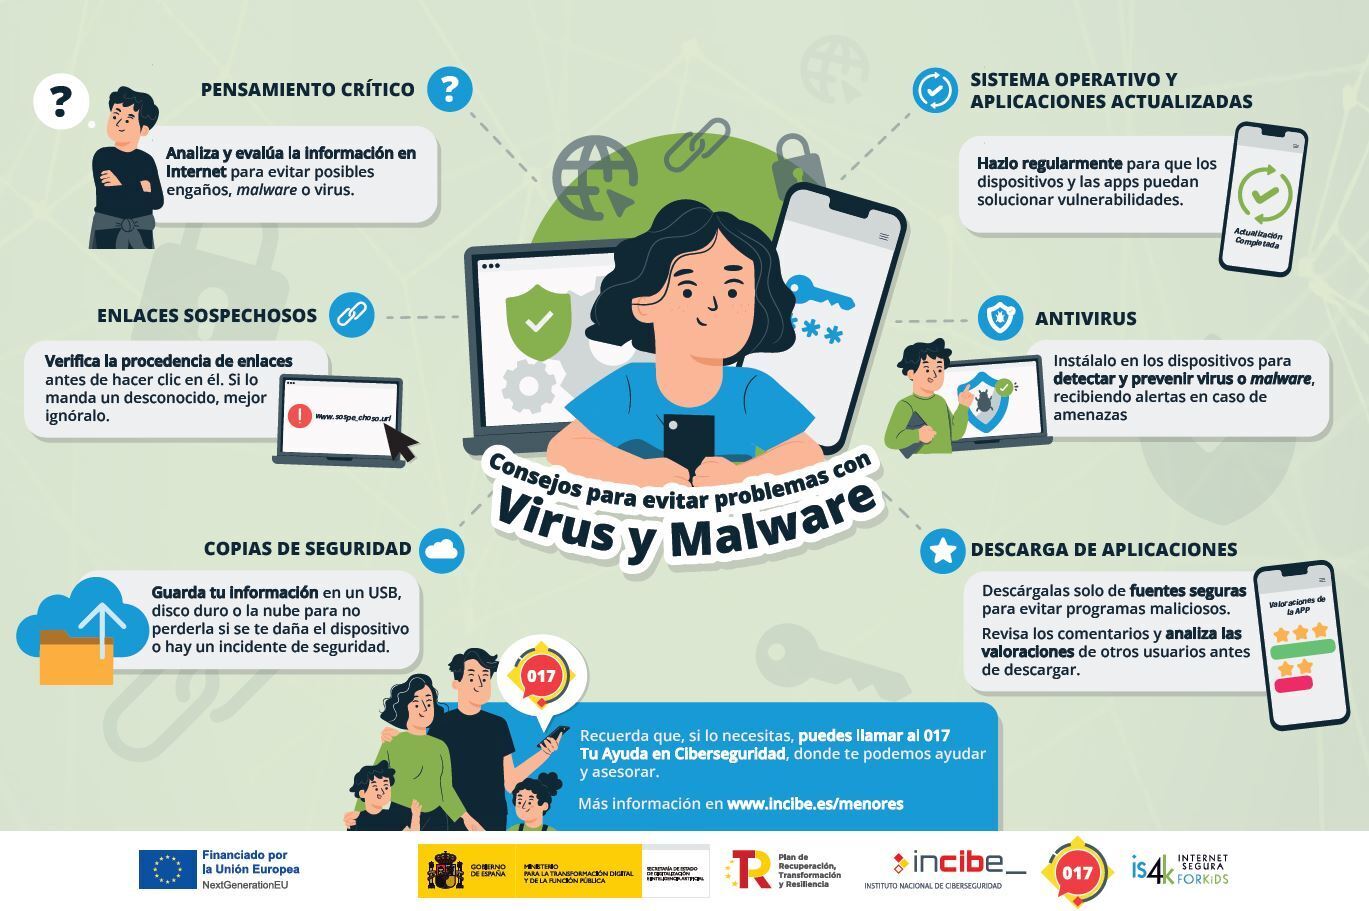 PENSAMIENTO CRÍTICO
?
?
Analiza y evalúa la información en
Internet para evitar posibles
engaños, malware o virus.
ENLACES SOSPECHOSOS
Verifica la procedencia de enlaces
antes de hacer clic en él. Si lo
manda un desconocido, mejor
ignóralo.
!
www.sospe_choso.url
COPIAS DE SEGURIDAD
Guarda tu información en un USB,
disco duro o la nube para no
perderla si se te daña el dispositivo
o hay un incidente de seguridad.
***
Consejos para evitar problemas con
Virus y Malware
SISTEMA OPERATIVO Y
APLICACIONES ACTUALIZADAS
Hazlo regularmente para que los
dispositivos y las apps puedan
solucionar vulnerabilidades.
Actualización
Completada
ANTIVIRUS
Instálalo en los dispositivos para
detectar y prevenir virus o malware,
recibiendo alertas en caso de
amenazas
DESCARGA DE APLICACIONES
Descárgalas solo de fuentes seguras
para evitar programas maliciosos.
Revisa los comentarios y analiza las
valoraciones de otros usuarios antes
de descargar.
Valoraciones de
la APP
017
Recuerda que, si lo necesitas, puedes llamar al 017
Tu Ayuda en Ciberseguridad, donde te podemos ayudar
y asesorar.
Más información en www.incibe.es/menores
Financiado por
la Unión Europea
NextGenerationEU
GOBIERNO
DE ESPAÑA
MINISTERIO
PARA LA TRANSFORMACIÓN DIGITAL
Y DE LA FUNCIÓN PÚBLICA
SECRETARÍA DE ESTADO
DE DIGITALIZACIÓN
E INTELIGENCIA ARTIFICIAL
Plan de
Recuperación,
Transformación
y Resiliencia
incibe_
INSTITUTO NACIONAL DE CIBERSEGURIDAD
017
is4k
INTERNET
SEGURA
FORKiDS